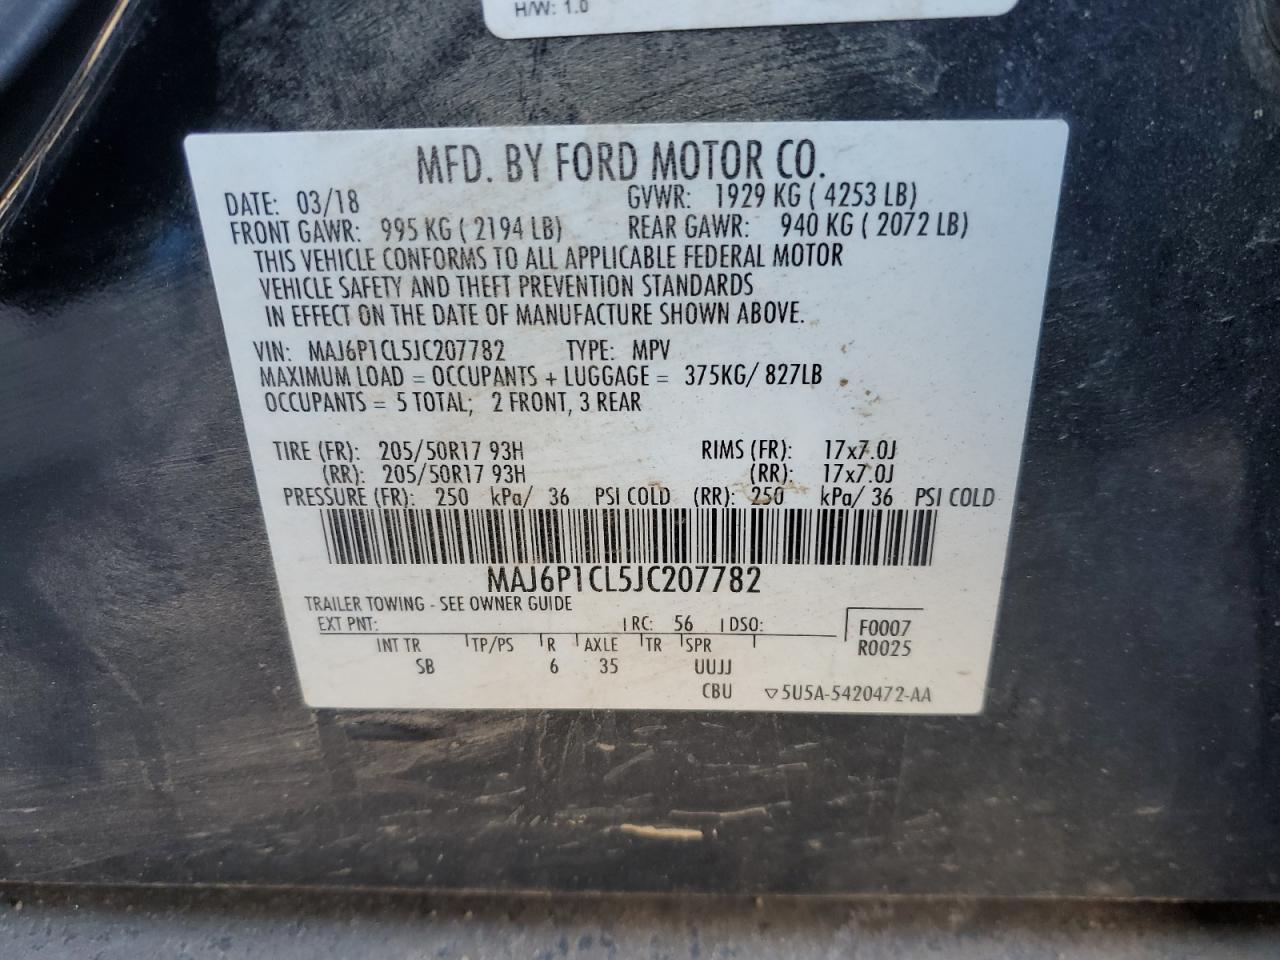 H/W: 1.0
MFD. BY FORD MOTOR CO.
DATE: 03/18 GVWR: 1929 KG ( 4253 LB)
FRONT GAWR: 995 KG ( 2194 LB) REAR GAWR: 940 KG ( 2072 LB)
THIS VEHICLE CONFORMS TO ALL APPLICABLE FEDERAL MOTOR
VEHICLE SAFETY AND THEFT PREVENTION STANDARDS
IN EFFECT ON THE DATE OF MANUFACTURE SHOWN ABOVE.
VIN: MAJ6P1CL5JC207782 TYPE: MPV
MAXIMUM LOAD = OCCUPANTS + LUGGAGE = 375KG/ 827LB
OCCUPANTS = 5 TOTAL; 2 FRONT, 3 REAR
TIRE (FR): 205/50R17 93H RIMS (FR): 17x7.0J
(RR): 205/50R17 93H (RR): 17x7.0J
PRESSURE (FR): 250 kPa/ 36 PSI COLD (RR): 250 kPa/ 36 PSI COLD
MAJ6P1CL5JC207782
TRAILER TOWING - SEE OWNER GUIDE
EXT PNT: RC: 56 DSO: F0007
INT TR TP/PS R AXLE TR SPR R0025
SB 6 35 UUJJ
CBU ▽5U5A-5420472-AA